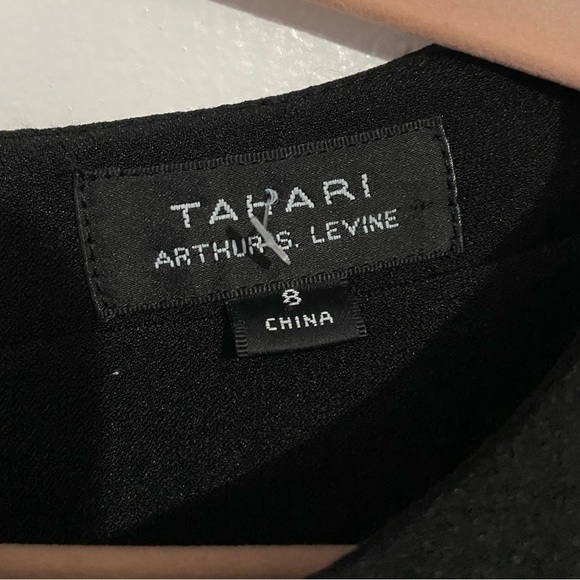 TAHARI
ARTHUR S. LEVINE
8
CHINA